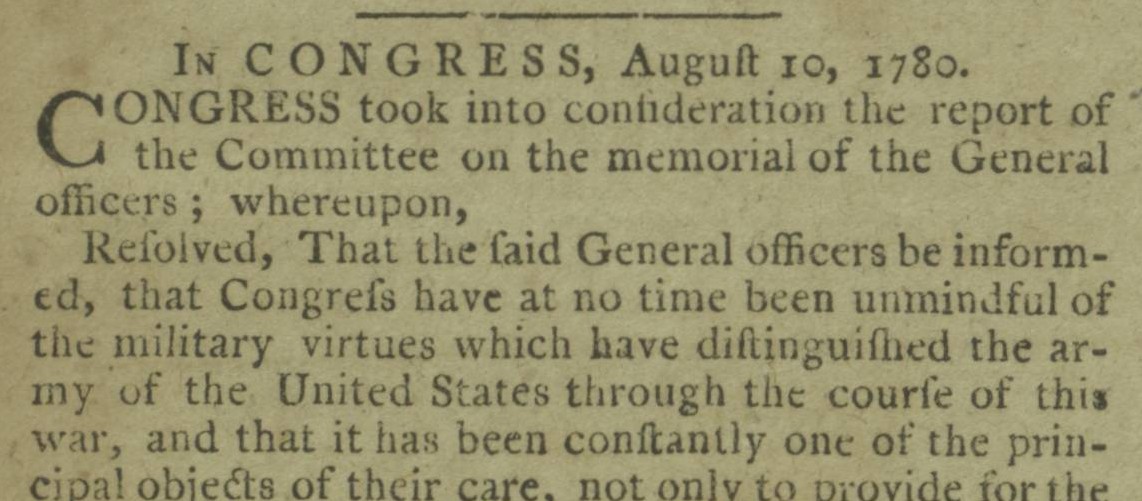 In CONGRESS, Auguſt 10, 1780.
CONGRESS took into conſideration the report of
the Committee on the memorial of the General
officers; whereupon,
Reſolved, That the ſaid General officers be inform-
ed, that Congreſs have at no time been unmindful of
the military virtues which have diſtinguiſhed the ar-
my of the United States through the courſe of this
war, and that it has been conſtantly one of the prin-
cipal objects of their care, not only to provide for the